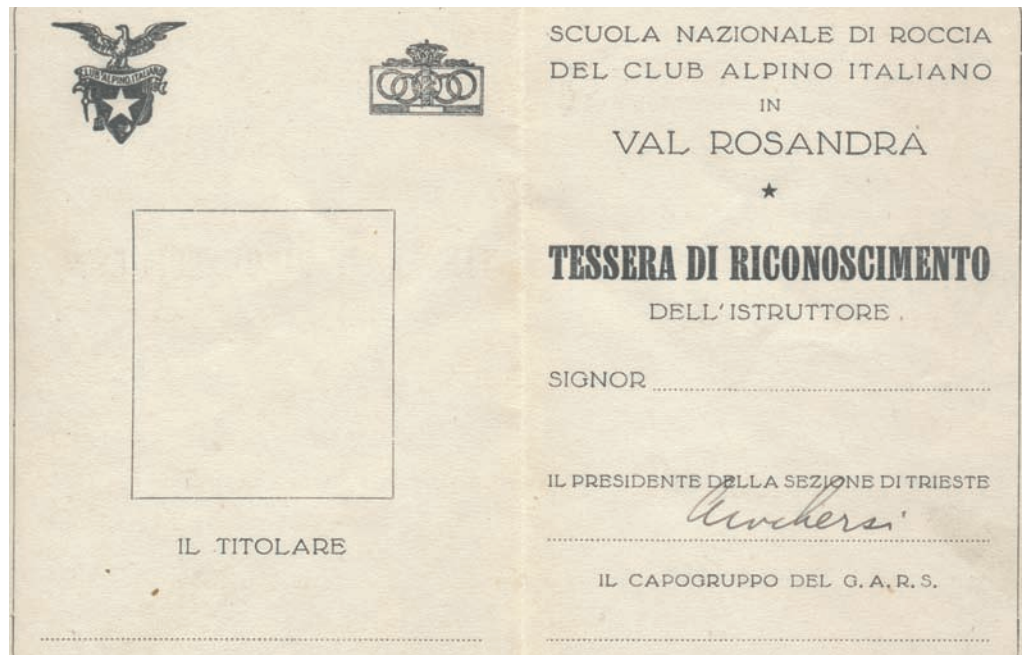 CLUB ALPINO ITALIANO
IL TITOLARE
SCUOLA NAZIONALE DI ROCCIA
DEL CLUB ALPINO ITALIANO
IN
VAL ROSANDRA
TESSERA DI RICONOSCIMENTO
DELL'ISTRUTTORE
SIGNOR
IL PRESIDENTE DELLA SEZIONE DI TRIESTE
IL CAPOGRUPPO DEL G.A.R.S.